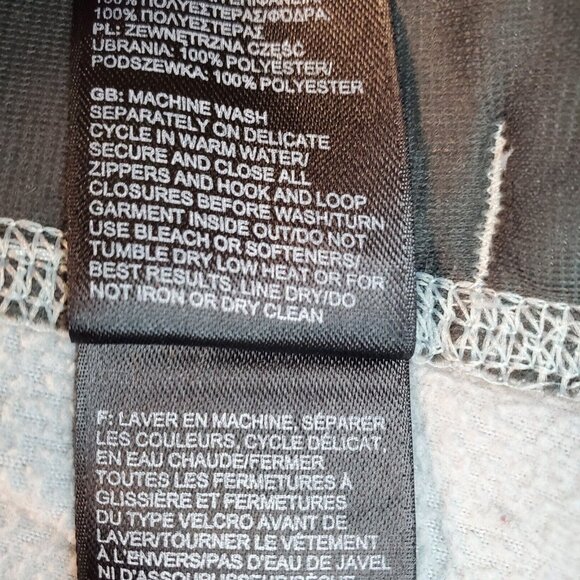 100% ПОЛУЕΣΤΕΡΑΣ/ΦΟΔΡΑ:
100% ΠΟΛΥΕΣΤΕΡΑΣ
PL: ZEWNĘTRZNA CZEŚĆ
UBRANIA: 100% POLYESTER/
PODSZEWKA: 100% POLYESTER
GB: MACHINE WASH
SEPARATELY ON DELICATE
CYCLE IN WARM WATER/
SECURE AND CLOSE ALL
ZIPPERS AND HOOK AND LOOP
CLOSURES BEFORE WASH/TURN
GARMENT INSIDE OUT/DO NOT
USE BLEACH OR SOFTENERS/
TUMBLE DRY LOW HEAT OR FOR
BEST RESULTS, LINE DRY/DO
NOT IRON OR DRY CLEAN
F: LAVER EN MACHINE, SÉPARER
LES COULEURS, CYCLE DÉLICAT,
EN EAU CHAUDE/FERMER
TOUTES LES FERMETURES À
GLISSIÈRE ET FERMETURES
DU TYPE VELCRO AVANT DE
LAVER/TOURNER LE VÊTEMENT
À L'ENVERS/PAS D'EAU DE JAVEL